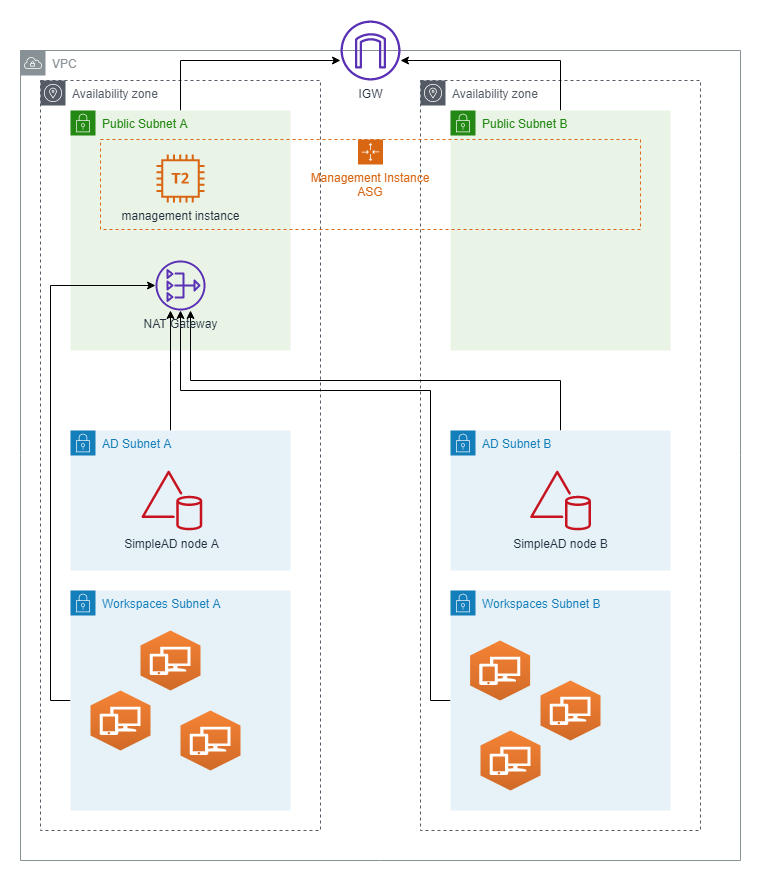 VPC
IGW
Availability zone
Availability zone
Public Subnet A
Public Subnet B
T2
management instance
Management Instance
ASG
NAT Gateway
AD Subnet A
AD Subnet B
SimpleAD node A
SimpleAD node B
Workspaces Subnet A
Workspaces Subnet B